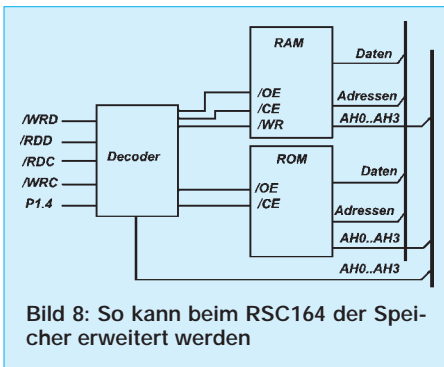 RAM
Daten
/OE
/CE
Adressen
/WR
AH0..AH3
/WRD
/RDD
/RDC
Decoder
/WRC
P1.4
ROM
Daten
/OE
/CE
Adressen
AH0..AH3
AH0..AH3
Bild 8: So kann beim RSC164 der Spei-
cher erweitert werden